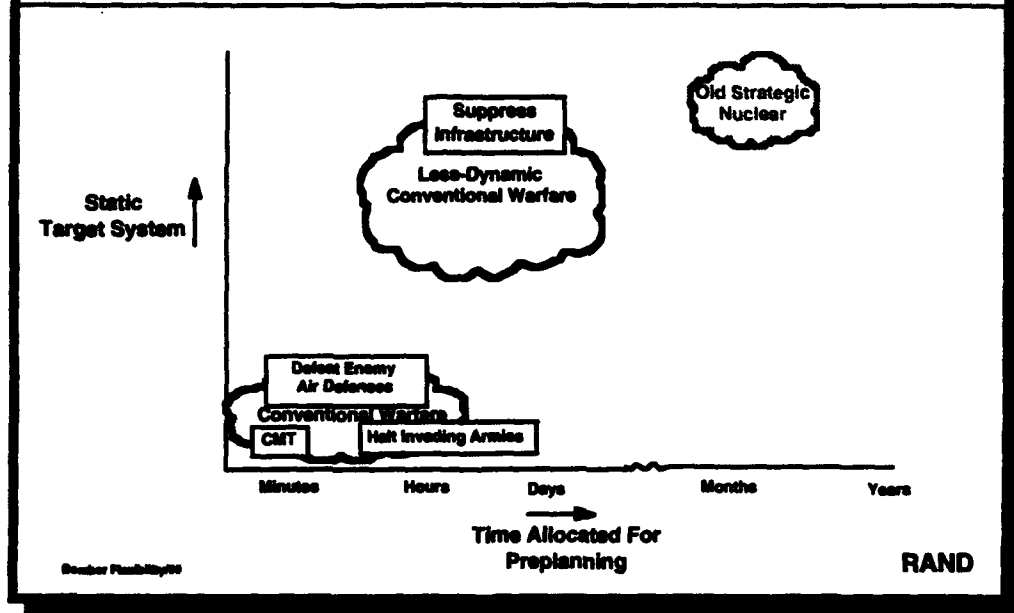 Old Strategic
Nuclear
Suppress
Infrastructure
Less-Dynamic
Conventional Warfare
Static
Target System
Defeat Enemy
Air Defenses
Conventional Warfare
CMT
Halt Invading Armies
Minutes
Hours
Days
Months
Years
Time Allocated For
Preplanning
Bomber
RAND